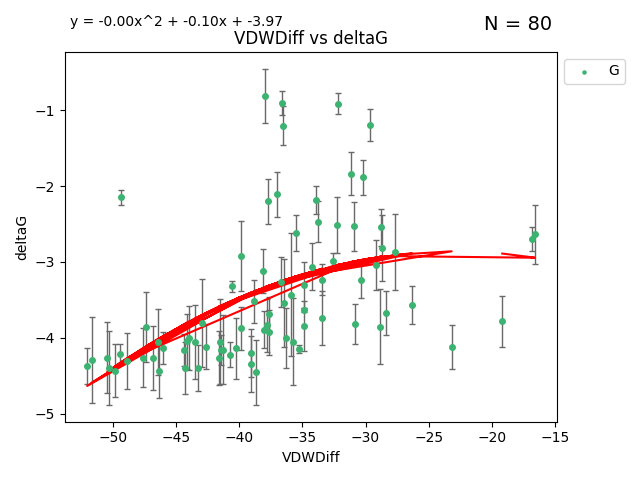 y = -0.00x^2 + -0.10x + -3.97
N = 80
VDWDiff vs deltaG
G
deltaG
−1
−2
−3
−4
−5
−50
−45
−40
−35
−30
−25
−20
−15
VDWDiff